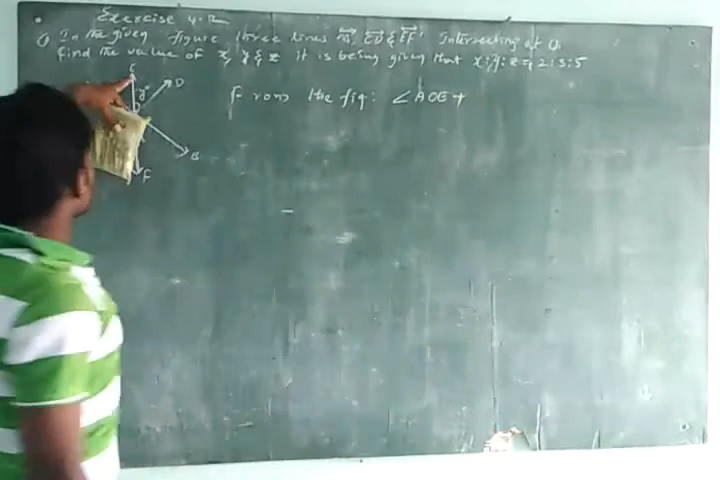 Exercise 4.2
1) In the given figure three lines AB, CD & EF intersecting at O.
find the value of x, y & z it is being given that x:y:z = 2:3:5
E
y°
D
From the fig: ∠AOE +
B
F